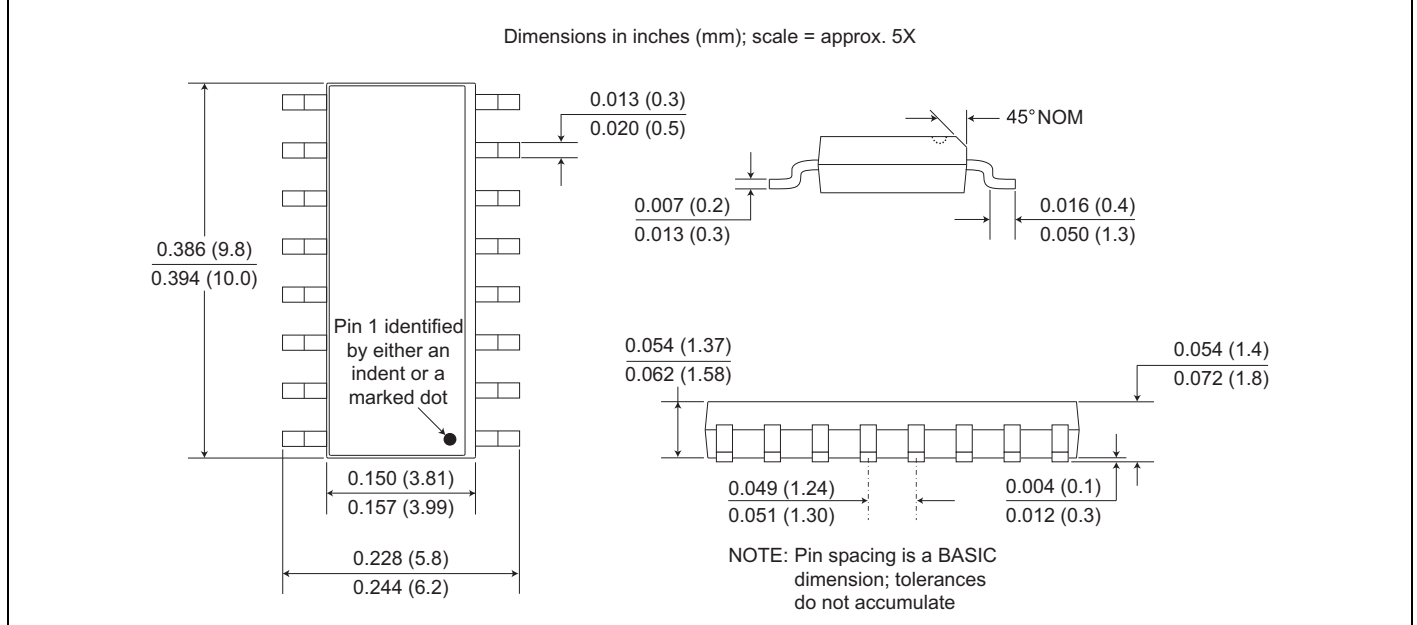 Dimensions in inches (mm); scale = approx. 5X
0.013 (0.3)
0.020 (0.5)
45°NOM
0.007 (0.2)
0.013 (0.3)
0.016 (0.4)
0.050 (1.3)
0.386 (9.8)
0.394 (10.0)
Pin 1 identified
by either an
indent or a
marked dot
0.054 (1.37)
0.062 (1.58)
0.054 (1.4)
0.072 (1.8)
0.150 (3.81)
0.157 (3.99)
0.049 (1.24)
0.051 (1.30)
0.004 (0.1)
0.012 (0.3)
0.228 (5.8)
0.244 (6.2)
NOTE: Pin spacing is a BASIC
dimension; tolerances
do not accumulate